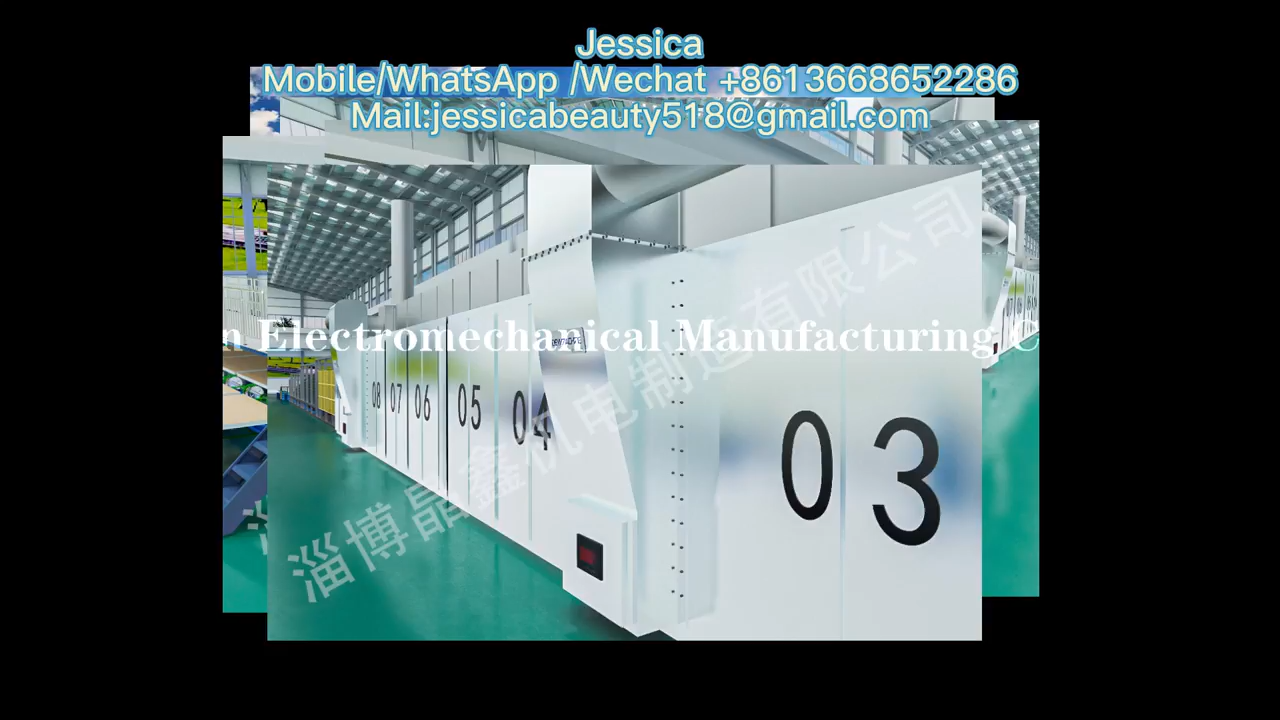 Jessica
Mobile/WhatsApp /Wechat +8613668652286
Mail:jessicabeauty518@gmail.com
Electromechanical Manufacturing
淄博晶鑫机电制造有限公司
08 07 06 05 04 03